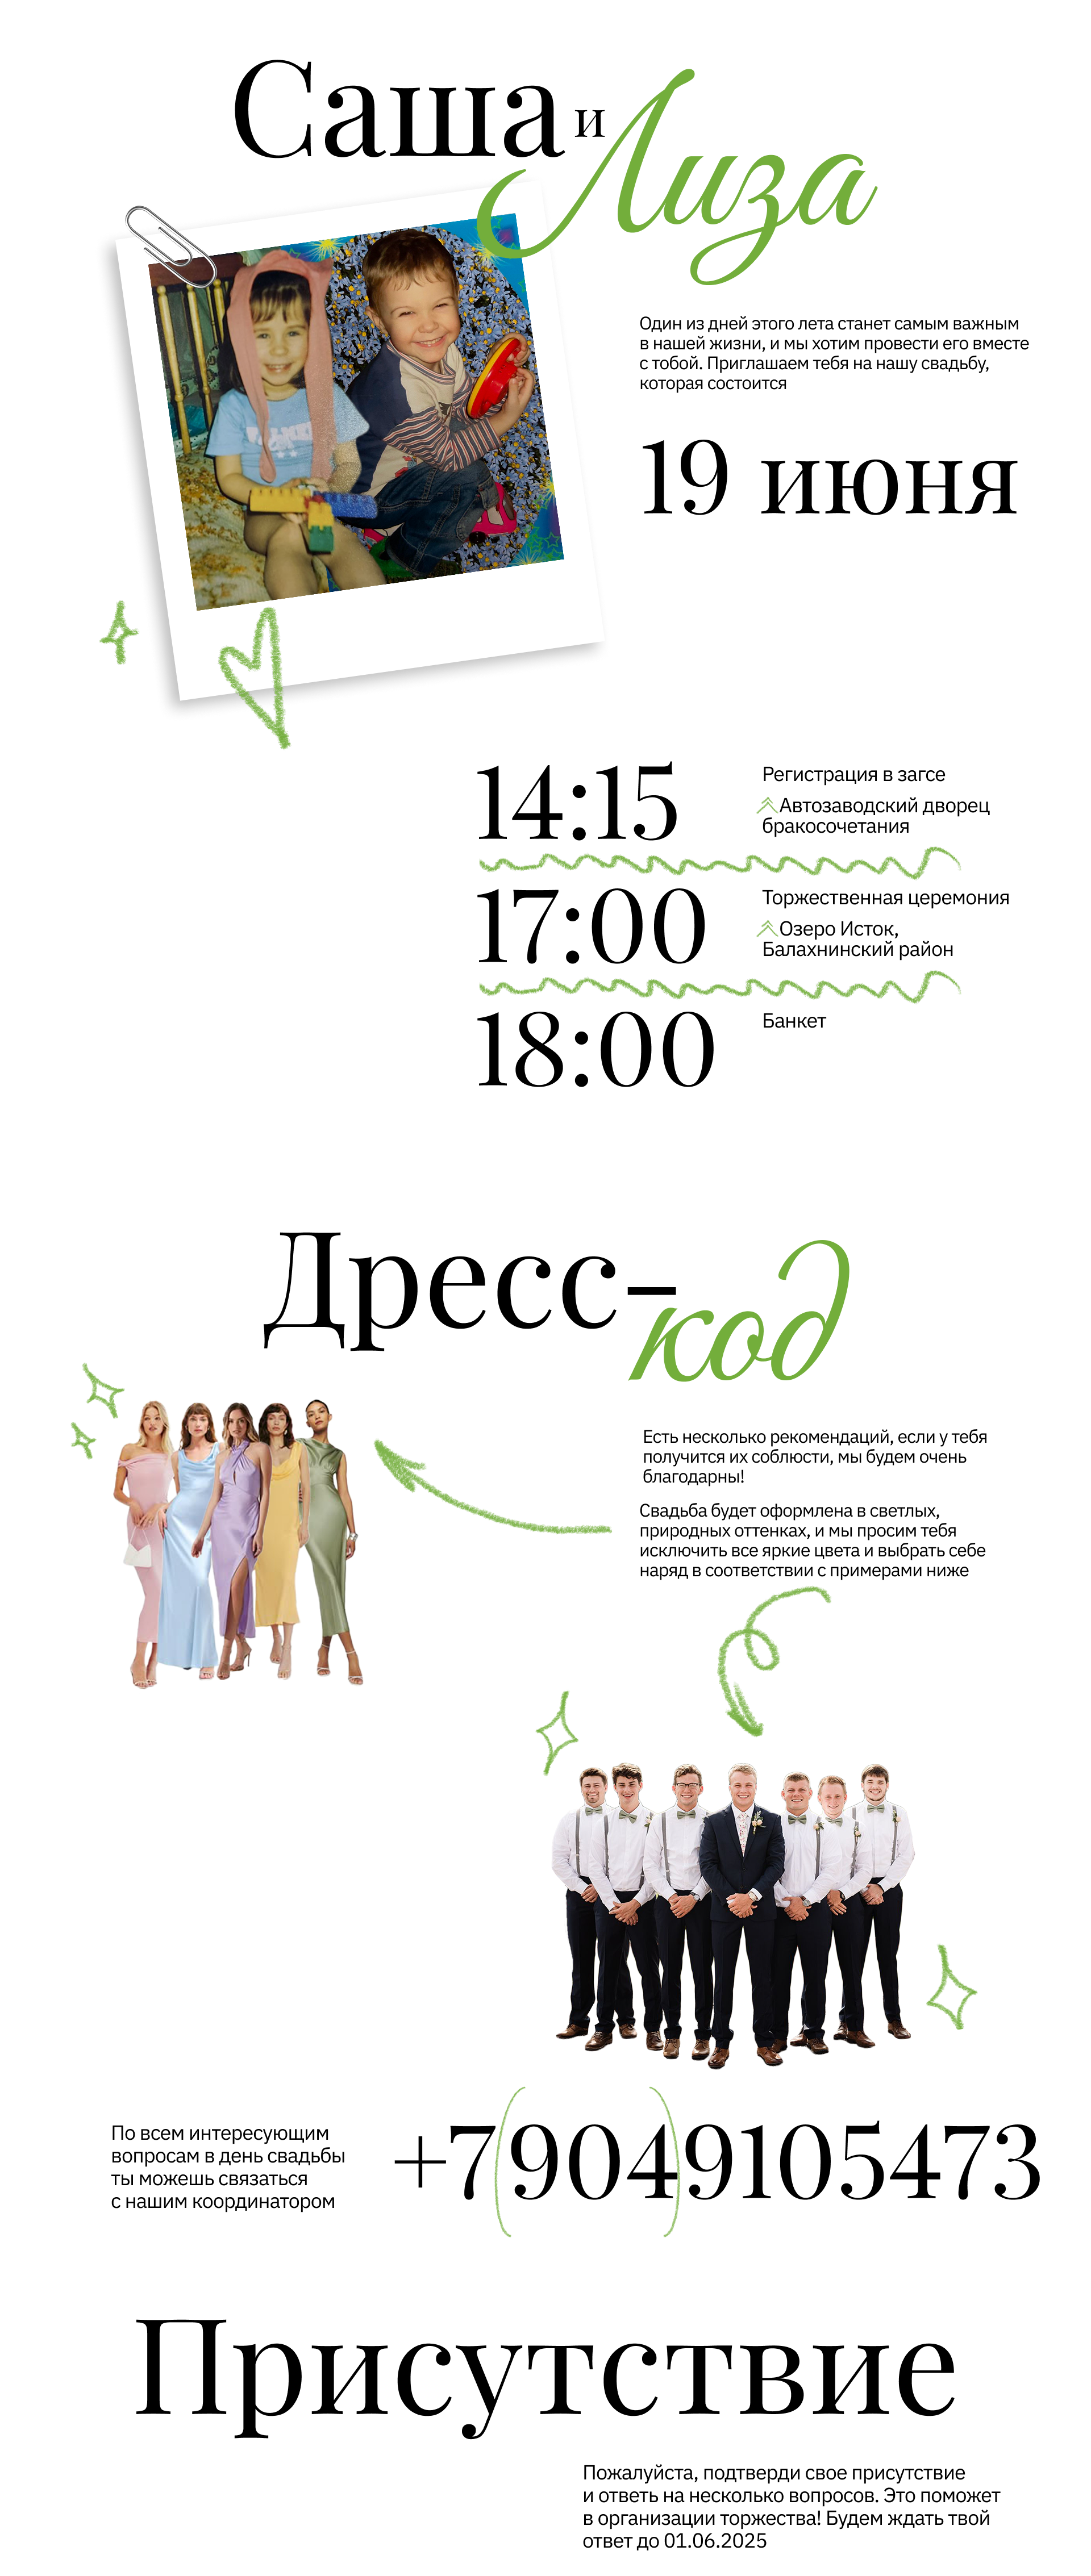 Саша и Лиза
Один из дней этого лета станет самым важным
в нашей жизни, и мы хотим провести его вместе
с тобой. Приглашаем тебя на нашу свадьбу,
которая состоится
19 июня
14:15
Регистрация в загсе
Автозаводский дворец
бракосочетания
17:00
Торжественная церемония
Озеро Исток,
Балахнинский район
18:00
Банкет
Дресс-код
Есть несколько рекомендаций, если у тебя
получится их соблюсти, мы будем очень
благодарны!
Свадьба будет оформлена в светлых,
природных оттенках, и мы просим тебя
исключить все яркие цвета и выбрать себе
наряд в соответствии с примерами ниже
По всем интересующим
вопросам в день свадьбы
ты можешь связаться
с нашим координатором
+7(904)9105473
Присутствие
Пожалуйста, подтверди свое присутствие
и ответь на несколько вопросов. Это поможет
в организации торжества! Будем ждать твой
ответ до 01.06.2025